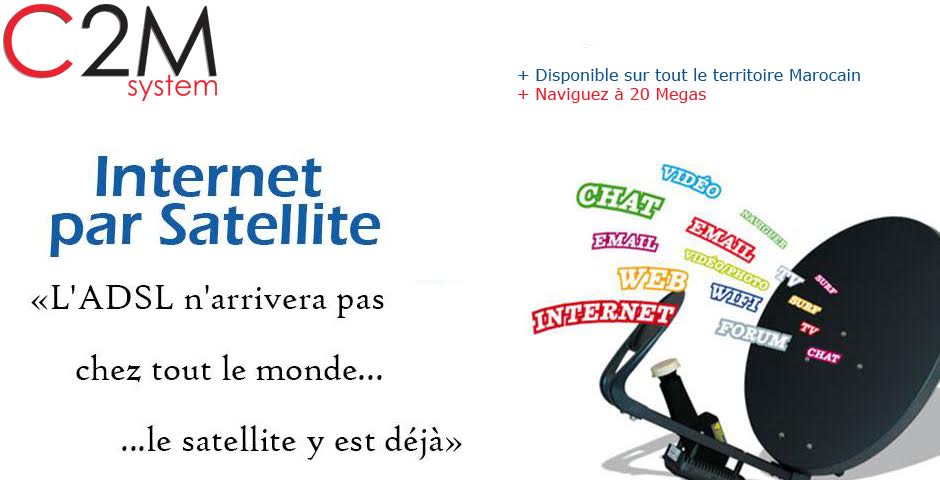 C2M
system
+ Disponible sur tout le territoire Marocain
+ Naviguez à 20 Megas
Internet
par Satellite
«L'ADSL n'arrivera pas
chez tout le monde...
...le satellite y est déjà»
VIDÉO
CHAT
NAVIGUER
EMAIL
EMAIL
VIDÉO/PHOTO
TV
SURF
WEB
WIFI
SURF
INTERNET
FORUM
TV
CHAT